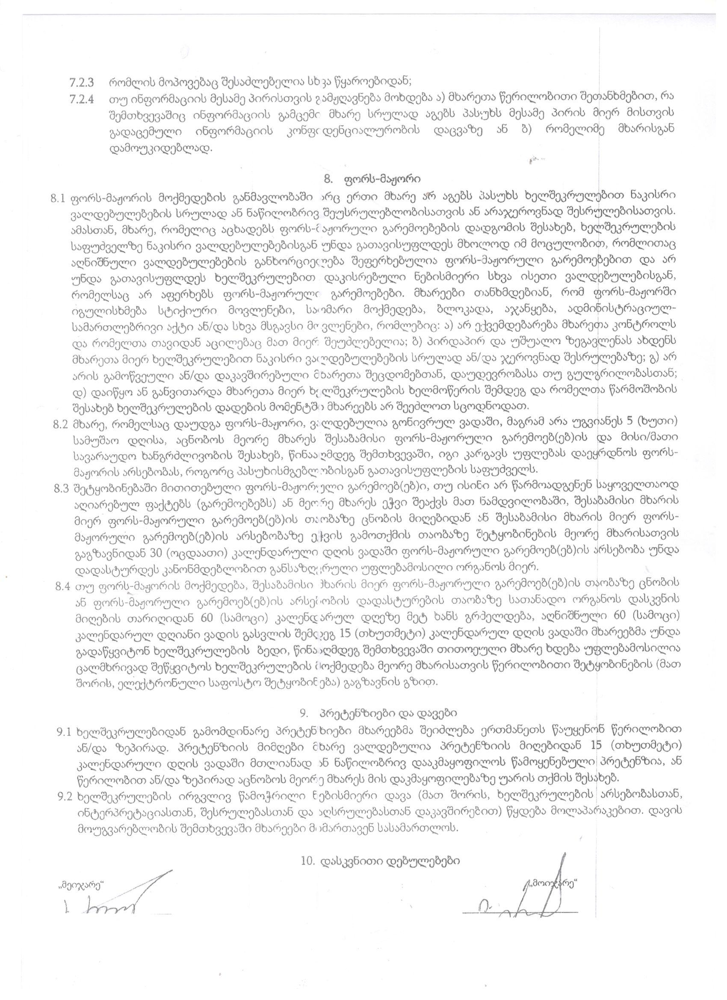 7.2.3 რომლის მოპოვებაც შესაძლებელია სხვა წყაროებიდან;
7.2.4 თუ ინფორმაციის მესამე პირისთვის გამჟღავნება მოხდება ა) მხარეთა წერილობითი შეთანხმებით, რა
შემთხვევაშიც ინფორმაციის გამცემი მხარე სრულად აგებს პასუხს მესამე პირის მიერ მისთვის
გადაცემული ინფორმაციის კონფიდენციალურობის დაცვაზე ან ბ) რომელიმე მხარისგან
დამოუკიდებლად.
8. ფორს-მაჟორი
8.1 ფორს-მაჟორის მოქმედების განმავლობაში არც ერთი მხარე არ აგებს პასუხს ხელშეკრულებით ნაკისრი
ვალდებულებების სრულად ან ნაწილობრივ შეუსრულებლობისათვის ან არაჯეროვნად შესრულებისათვის.
ამასთან, მხარე, რომელიც აცხადებს ფორს-მაჟორული გარემოებების დადგომის შესახებ, ხელშეკრულების
საფუძველზე ნაკისრი ვალდებულებებისგან უნდა გათავისუფლდეს მხოლოდ იმ მოცულობით, რომლითაც
აღნიშნული ვალდებულებების განხორციელება შეფერხებულია ფორს-მაჟორული გარემოებებით და არ
უნდა გათავისუფლდეს ხელშეკრულებით დაკისრებული ნებისმიერი სხვა ისეთი ვალდებულებისგან,
რომელსაც არ აფერხებს ფორს-მაჟორული გარემოებები. მხარეები თანხმდებიან, რომ ფორს-მაჟორში
იგულისხმება სტიქიური მოვლენები, საომარი მოქმედება, ბლოკადა, აჯანყება, ადმინისტრაციულ-
სამართლებრივი აქტი ან/და სხვა მსგავსი მოვლენები, რომლებიც: ა) არ ექვემდებარება მხარეთა კონტროლს
და რომელთა თავიდან აცილებაც მათ მიერ შეუძლებელია; ბ) პირდაპირ და უშუალო ზეგავლენას ახდენს
მხარეთა მიერ ხელშეკრულებით ნაკისრი ვალდებულებების სრულად ან/და ჯეროვნად შესრულებაზე; გ) არ
არის გამოწვეული ან/და დაკავშირებული მხარეთა შეცდომებთან, დაუდევრობასა თუ გულგრილობასთან;
დ) დაიწყო ან განვითარდა მხარეთა მიერ ხელშეკრულების ხელმოწერის შემდეგ და რომელთა წარმოშობის
შესახებ ხელშეკრულების დადების მომენტში მხარეებს არ შეეძლოთ სცოდნოდათ.
8.2 მხარე, რომელსაც დაუდგა ფორს-მაჟორი, ვალდებულია გონივრულ ვადაში, მაგრამ არა უგვიანეს 5 (ხუთი)
სამუშაო დღისა, აცნობოს მეორე მხარეს შესაბამისი ფორს-მაჟორული გარემოებ(ებ)ის და მისი/მათი
სავარაუდო ხანგრძლივობის შესახებ, წინააღმდეგ შემთხვევაში, იგი კარგავს უფლებას დაეყრდნოს ფორს-
მაჟორის არსებობას, როგორც პასუხისმგებლობისგან გათავისუფლების საფუძველს.
8.3 შეტყობინებაში მითითებული ფორს-მაჟორული გარემოებ(ებ)ი, თუ ისინი არ წარმოადგენენ საყოველთაოდ
აღიარებულ ფაქტებს (გარემოებებს) ან მეორე მხარეს ეჭვი შეაქვს მათ ნამდვილობაში, შესაბამისი მხარის
მიერ ფორს-მაჟორული გარემოებ(ებ)ის თაობაზე ცნობის მიღებიდან ან შესაბამისი მხარის მიერ ფორს-
მაჟორული გარემოებ(ებ)ის არსებობაზე ეჭვის გამოთქმის თაობაზე შეტყობინების მეორე მხარისათვის
გაგზავნიდან 30 (ოცდაათი) კალენდარული დღის ვადაში ფორს-მაჟორული გარემოებ(ებ)ის არსებობა უნდა
დადასტურდეს კანონმდებლობით განსაზღვრული უფლებამოსილი ორგანოს მიერ.
8.4 თუ ფორს-მაჟორის მოქმედება, შესაბამისი მხარის მიერ ფორს-მაჟორული გარემოებ(ებ)ის თაობაზე ცნობის
ან ფორს-მაჟორული გარემოებ(ებ)ის არსებობის დადასტურების თაობაზე სათანადო ორგანოს დასკვნის
მიღების თარიღიდან 60 (სამოცი) კალენდარულ დღეზე მეტ ხანს გრძელდება, აღნიშნული 60 (სამოცი)
კალენდარულ დღიანი ვადის გასვლის შემდეგ 15 (თხუთმეტი) კალენდარულ დღის ვადაში მხარეებმა უნდა
გადაწყვიტონ ხელშეკრულების ბედი, წინააღმდეგ შემთხვევაში თითოეული მხარე ხდება უფლებამოსილია
ცალმხრივად შეწყვიტოს ხელშეკრულების მოქმედება მეორე მხარისათვის წერილობითი შეტყობინების (მათ
შორის, ელექტრონული საფოსტო შეტყობინება) გაგზავნის გზით.
9. პრეტენზიები და დავები
9.1 ხელშეკრულებიდან გამომდინარე პრეტენზიები მხარეებმა შეიძლება ერთმანეთს წაუყენონ წერილობით
ან/და ზეპირად. პრეტენზიის მიმღები მხარე ვალდებულია პრეტენზიის მიღებიდან 15 (თხუთმეტი)
კალენდარული დღის ვადაში მთლიანად ან ნაწილობრივ დააკმაყოფილოს წამოყენებული პრეტენზია, ან
წერილობით ან/და ზეპირად აცნობოს მეორე მხარეს მის დაკმაყოფილებაზე უარის თქმის შესახებ.
9.2 ხელშეკრულების ირგვლივ წამოჭრილი ნებისმიერი დავა (მათ შორის, ხელშეკრულების არსებობასთან,
ინტერპრეტაციასთან, შესრულებასთან და აღსრულებასთან დაკავშირებით) წყდება მოლაპარაკებით. დავის
მოუგვარებლობის შემთხვევაში მხარეები მიმართავენ სასამართლოს.
10. დასკვნითი დებულებები
„მეიჯარე“ „მოიჯარე“